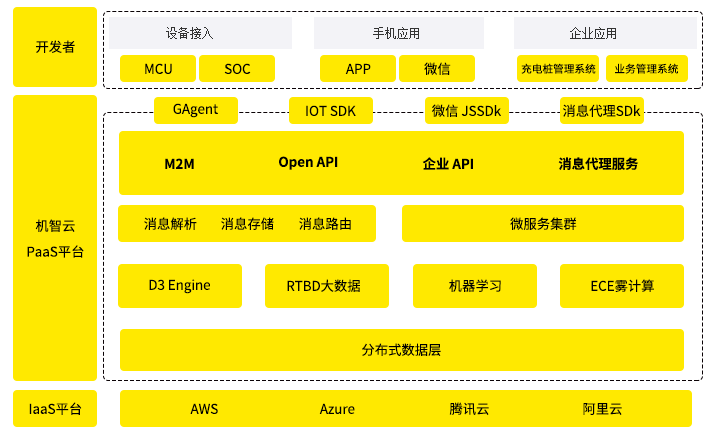 开发者
设备接入 手机应用 企业应用
MCU SOC APP 微信 充电桩管理系统 业务管理系统
GAgent IOT SDK 微信 JSSDk 消息代理SDk
机智云
PaaS平台
M2M Open API 企业 API 消息代理服务
消息解析 消息存储 消息路由 微服务集群
D3 Engine RTBD大数据 机器学习 ECE雾计算
分布式数据层
IaaS平台 AWS Azure 腾讯云 阿里云